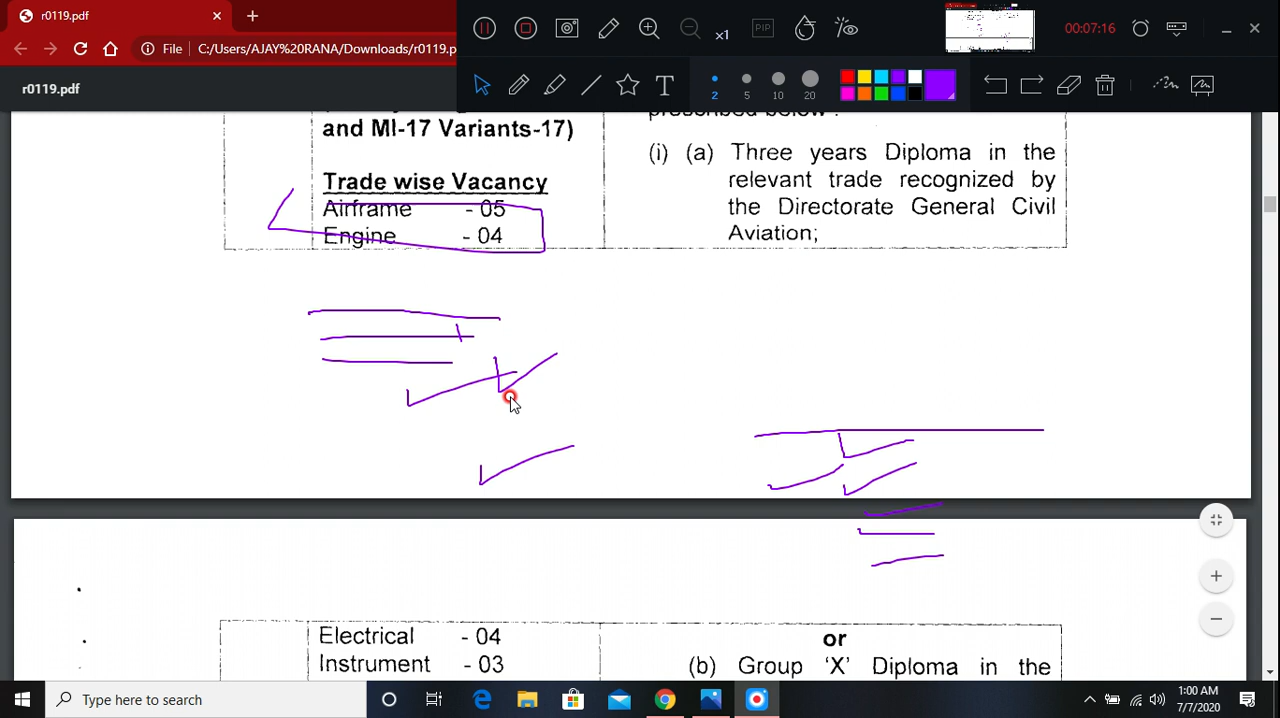 r0119.pdf
File
C:/Users/AJAY%20RANA/Downloads/r0119.p
x1
PIP
00:07:16
2
5
10
20
r0119.pdf
and MI-17 Variants-17)
Trade wise Vacancy
Airframe - 05
Engine - 04
prescribed below :
(i) (a) Three years Diploma in the
relevant trade recognized by
the Directorate General Civil
Aviation;
Electrical - 04
Instrument - 03
or
(b) Group 'X' Diploma in the
Type here to search
1:00 AM
7/7/2020